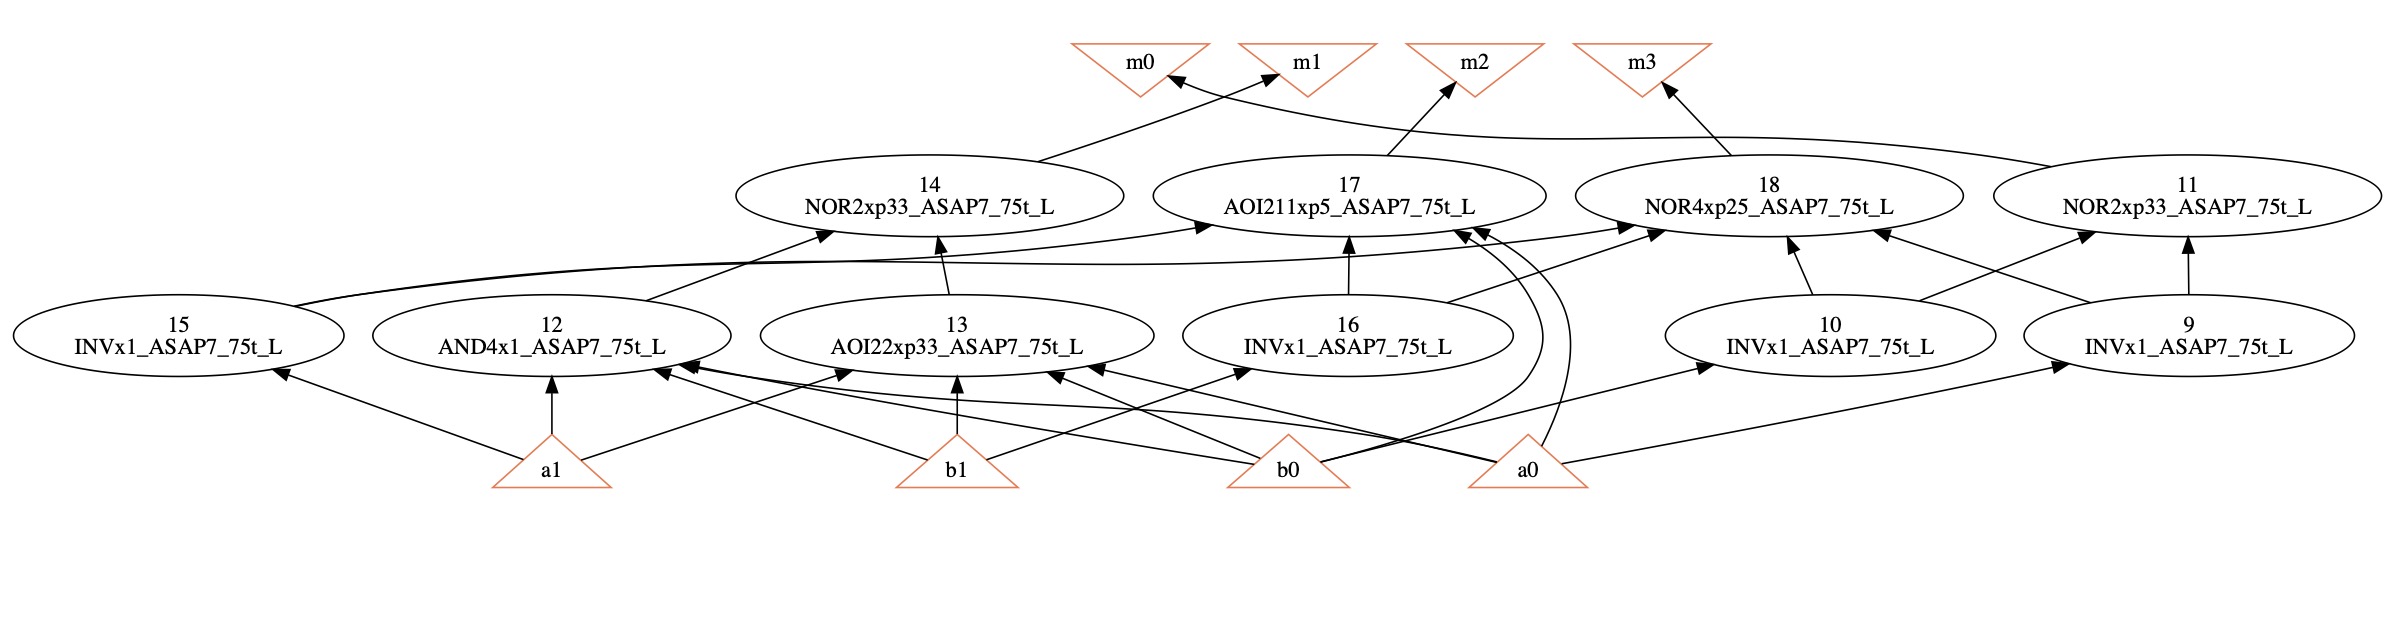 m0
m1
m2
m3
14
NOR2xp33_ASAP7_75t_L
17
AOI211xp5_ASAP7_75t_L
18
NOR4xp25_ASAP7_75t_L
11
NOR2xp33_ASAP7_75t_L
15
INVx1_ASAP7_75t_L
12
AND4x1_ASAP7_75t_L
13
AOI22xp33_ASAP7_75t_L
16
INVx1_ASAP7_75t_L
10
INVx1_ASAP7_75t_L
9
INVx1_ASAP7_75t_L
a1
b1
b0
a0